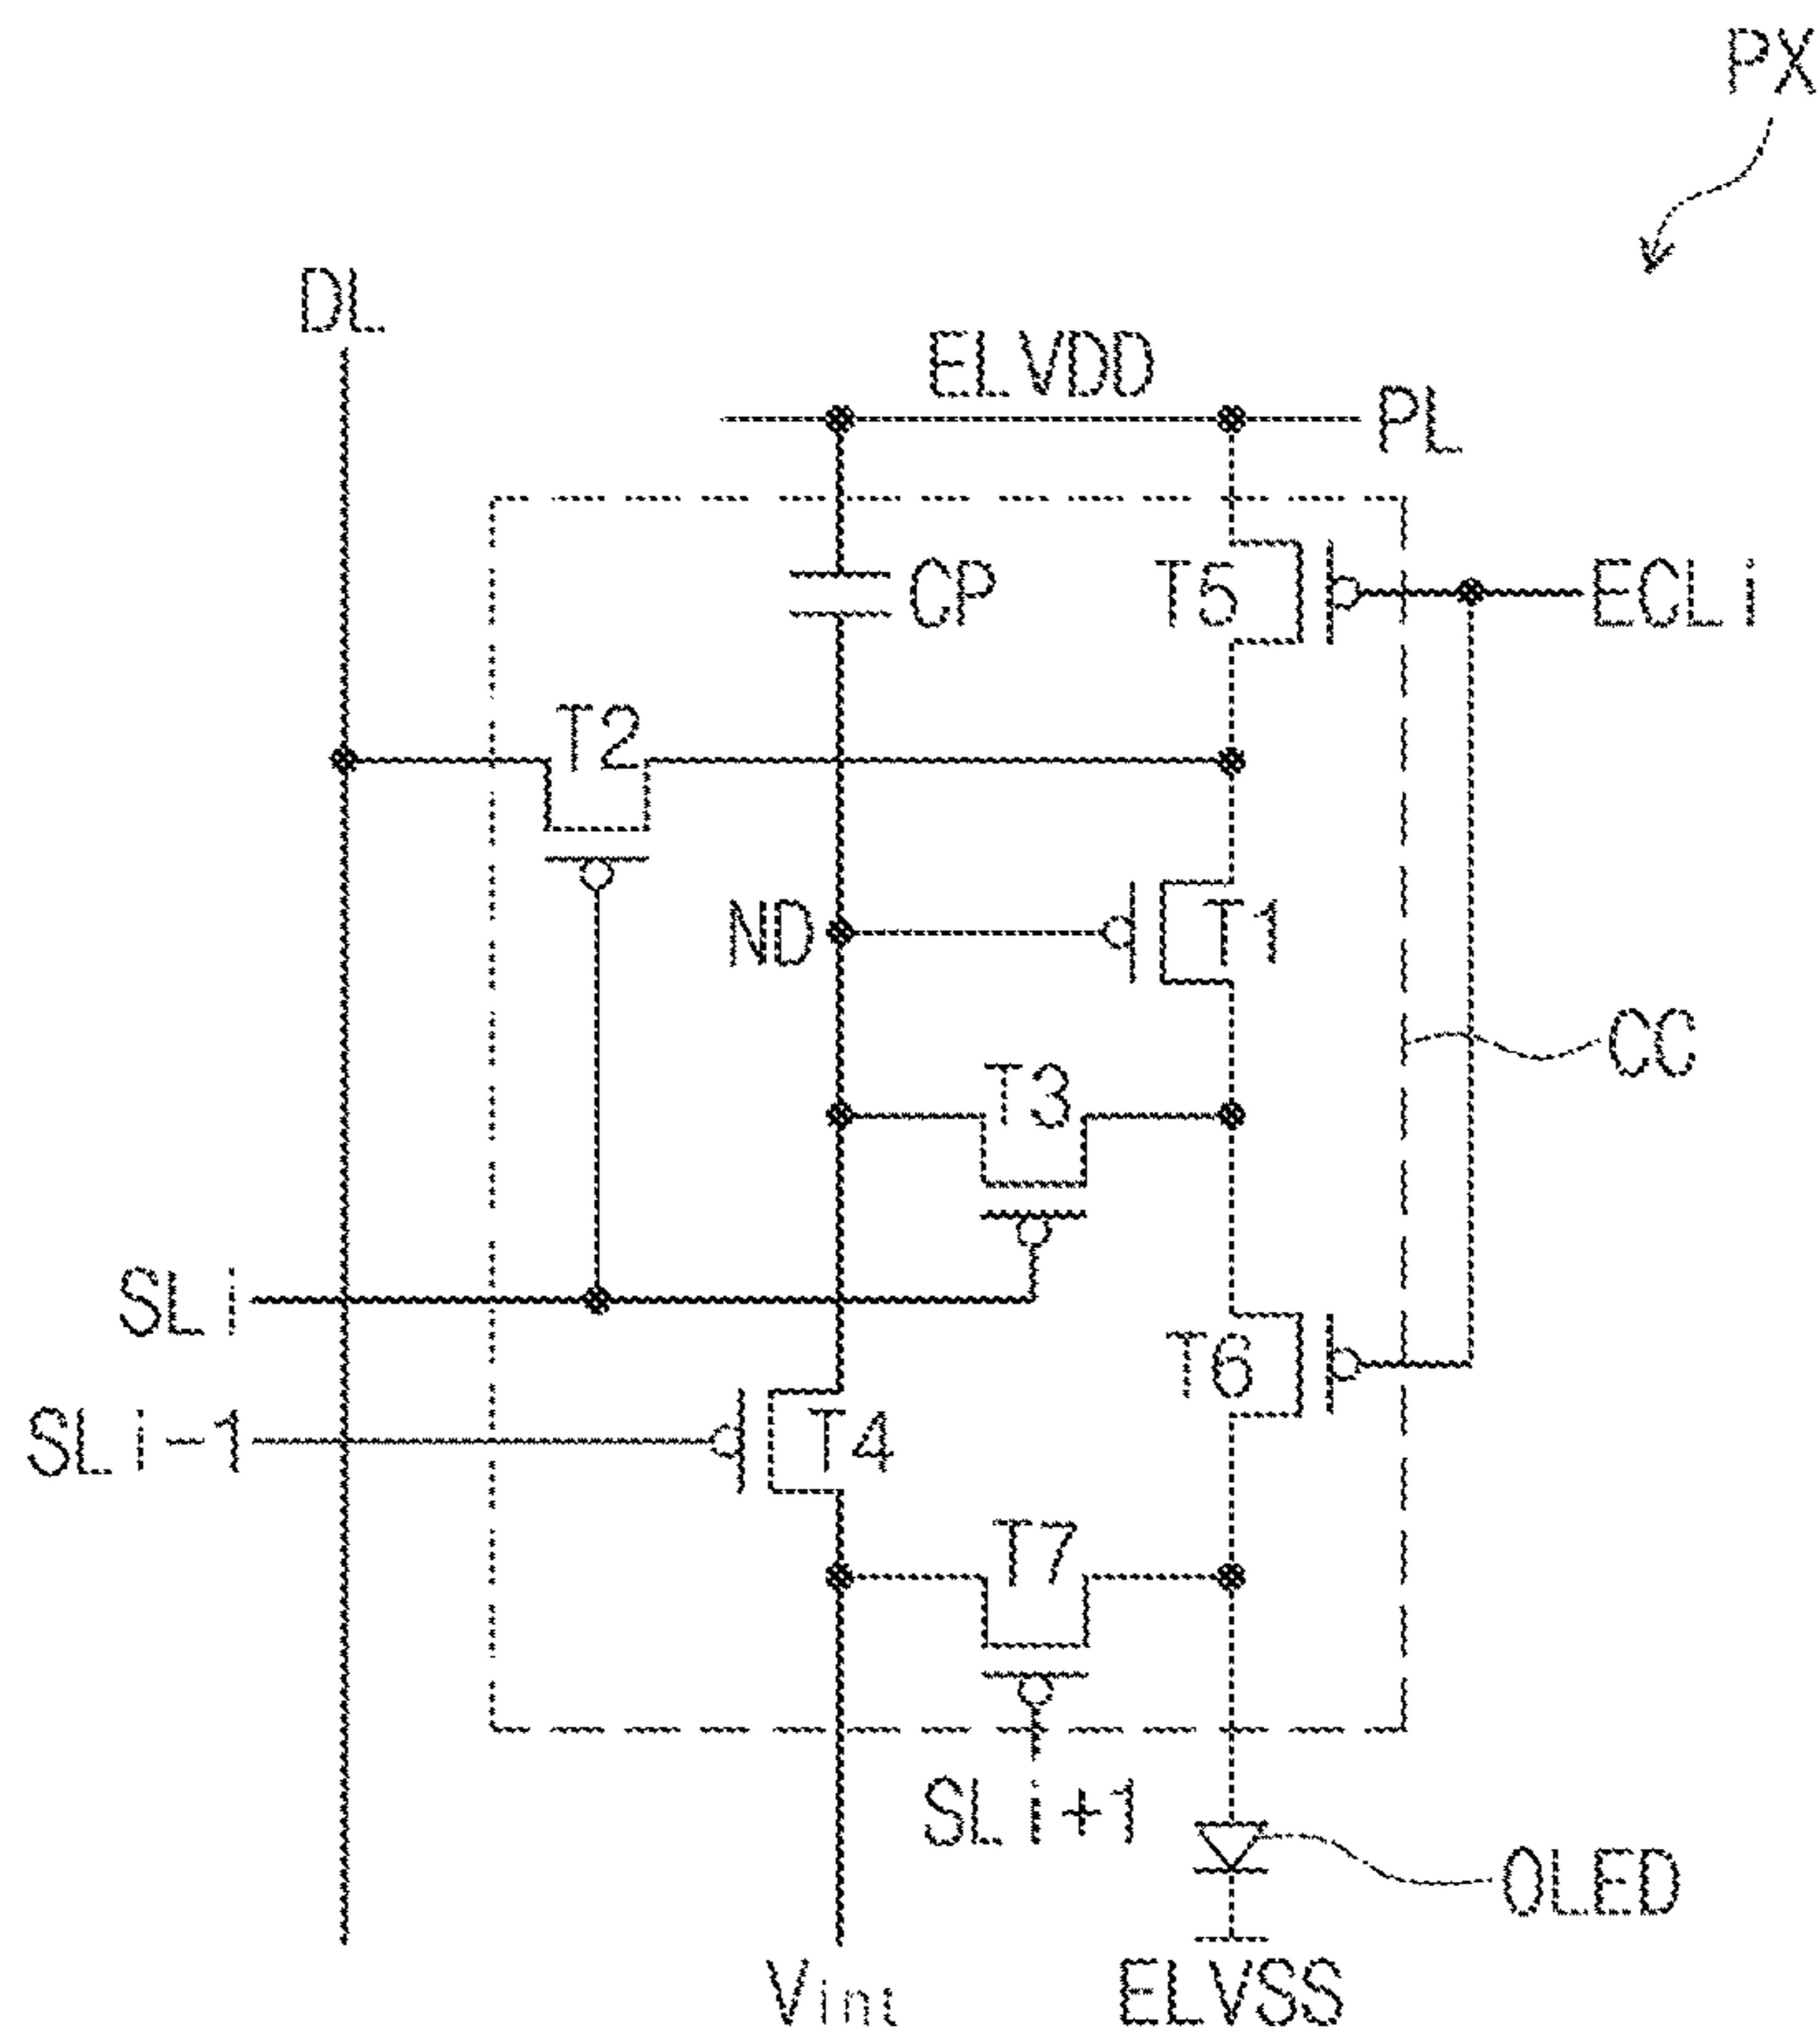 PX
DL
ELVDD
PL
CP
T5
ECLi
T2
ND
T1
CC
T3
SLi
T6
SLi-1
T4
T7
SLi+1
OLED
Vint
ELVSS